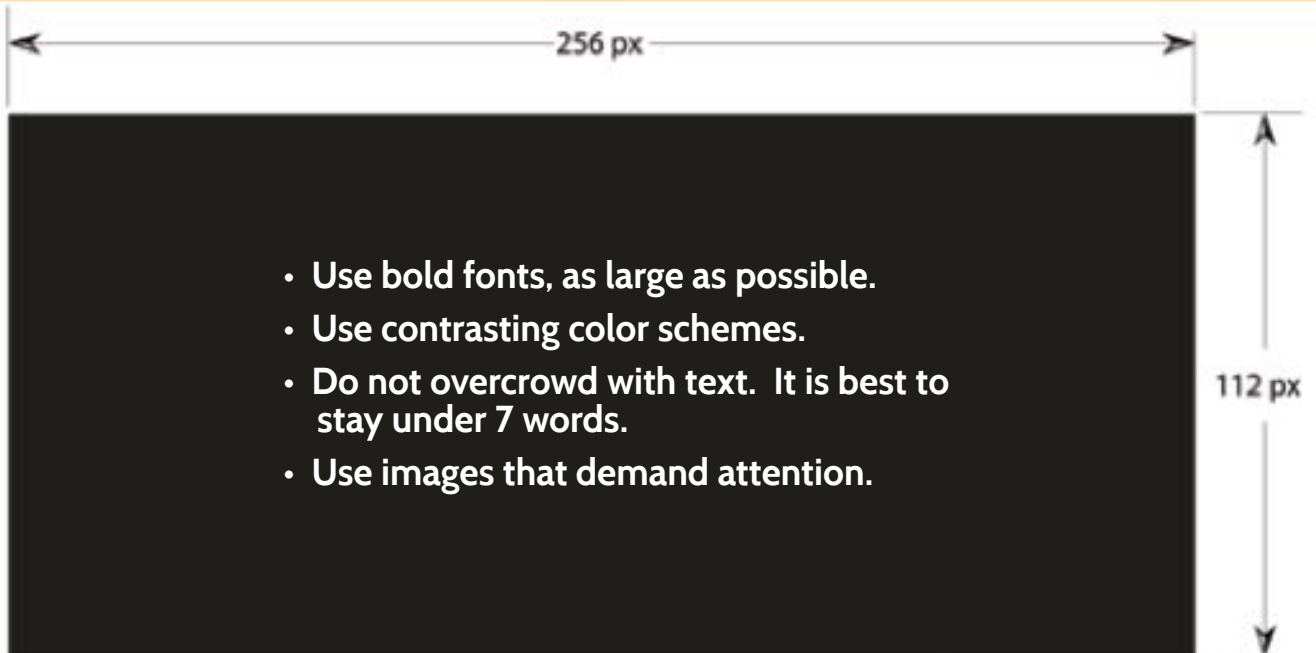 256 px
• Use bold fonts, as large as possible.
• Use contrasting color schemes.
• Do not overcrowd with text.  It is best to
stay under 7 words.
112 px
• Use images that demand attention.